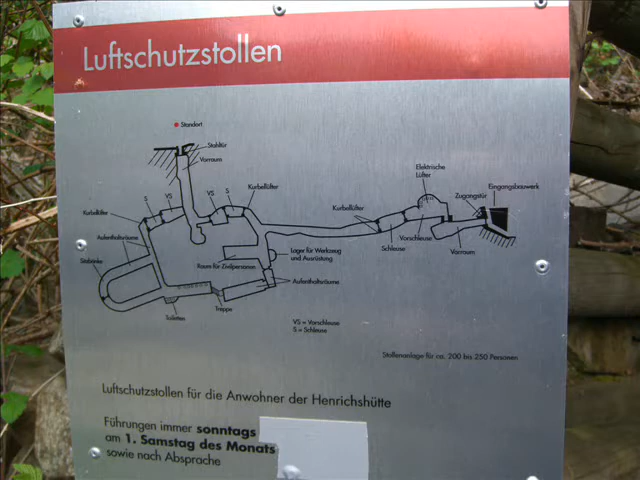 Luftschutzstollen
Standort
Stahltür
Vorraum
Elektrische
Lüfter
Zugangstür
Eingangsbauwerk
S
VS
VS
S
Kurbellüfter
Kurbellüfter
Kurbellüfter
Schleuse
Vorschleuse
Vorraum
Aufenthaltsräume
Raum für Zivilpersonen
Lager für Werkzeug
und Ausrüstung
Aufenthaltsräume
Toiletten
Treppe
VS = Vorschleuse
S = Schleuse
Stollenanlage für ca. 200 bis 250 Personen
Luftschutzstollen für die Anwohner der Henrichshütte
Führungen immer sonntags
am 1. Samstag des Monats
sowie nach Absprache